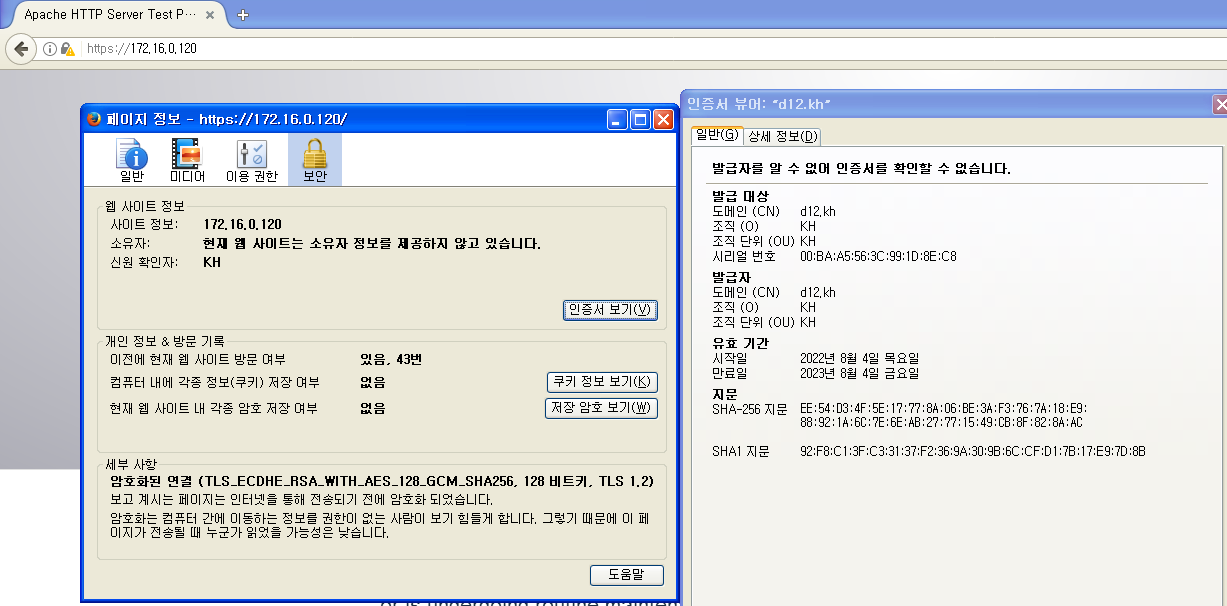 Apache HTTP Server Test P…
https://172.16.0.120
페이지 정보 - https://172.16.0.120/
일반
미디어
이용 권한
보안
웹 사이트 정보
사이트 정보: 172.16.0.120
소유자: 현재 웹 사이트는 소유자 정보를 제공하지 않고 있습니다.
신원 확인자: KH
인증서 보기(V)
개인 정보 & 방문 기록
이전에 현재 웹 사이트 방문 여부 있음, 43번
컴퓨터 내에 각종 정보(쿠키) 저장 여부 없음
쿠키 정보 보기(K)
현재 웹 사이트 내 각종 암호 저장 여부 없음
저장 암호 보기(W)
세부 사항
암호화된 연결 (TLS_ECDHE_RSA_WITH_AES_128_GCM_SHA256, 128 비트키, TLS 1.2)
보고 계시는 페이지는 인터넷을 통해 전송되기 전에 암호화 되었습니다.
암호화는 컴퓨터 간에 이동하는 정보를 권한이 없는 사람이 보기 힘들게 합니다. 그렇기 때문에 이 페
이지가 전송될 때 누군가 읽었을 가능성은 낮습니다.
도움말
인증서 뷰어: "d12.kh"
일반(G)
상세 정보(D)
발급자를 알 수 없어 인증서를 확인할 수 없습니다.
발급 대상
도메인 (CN) d12.kh
조직 (O) KH
조직 단위 (OU) KH
시리얼 번호 00:BA:A5:56:3C:99:1D:8E:C8
발급자
도메인 (CN) d12.kh
조직 (O) KH
조직 단위 (OU) KH
유효 기간
시작일 2022년 8월 4일 목요일
만료일 2023년 8월 4일 금요일
지문
SHA-256 지문 EE:54:D3:4F:5E:17:77:8A:06:BE:3A:F3:76:7A:18:E9:
88:92:1A:6C:7E:6E:AB:27:77:15:49:CB:8F:82:8A:AC
SHA1 지문 92:F8:C1:3F:C3:31:37:F2:36:9A:30:9B:6C:CF:D1:7B:17:E9:7D:8B